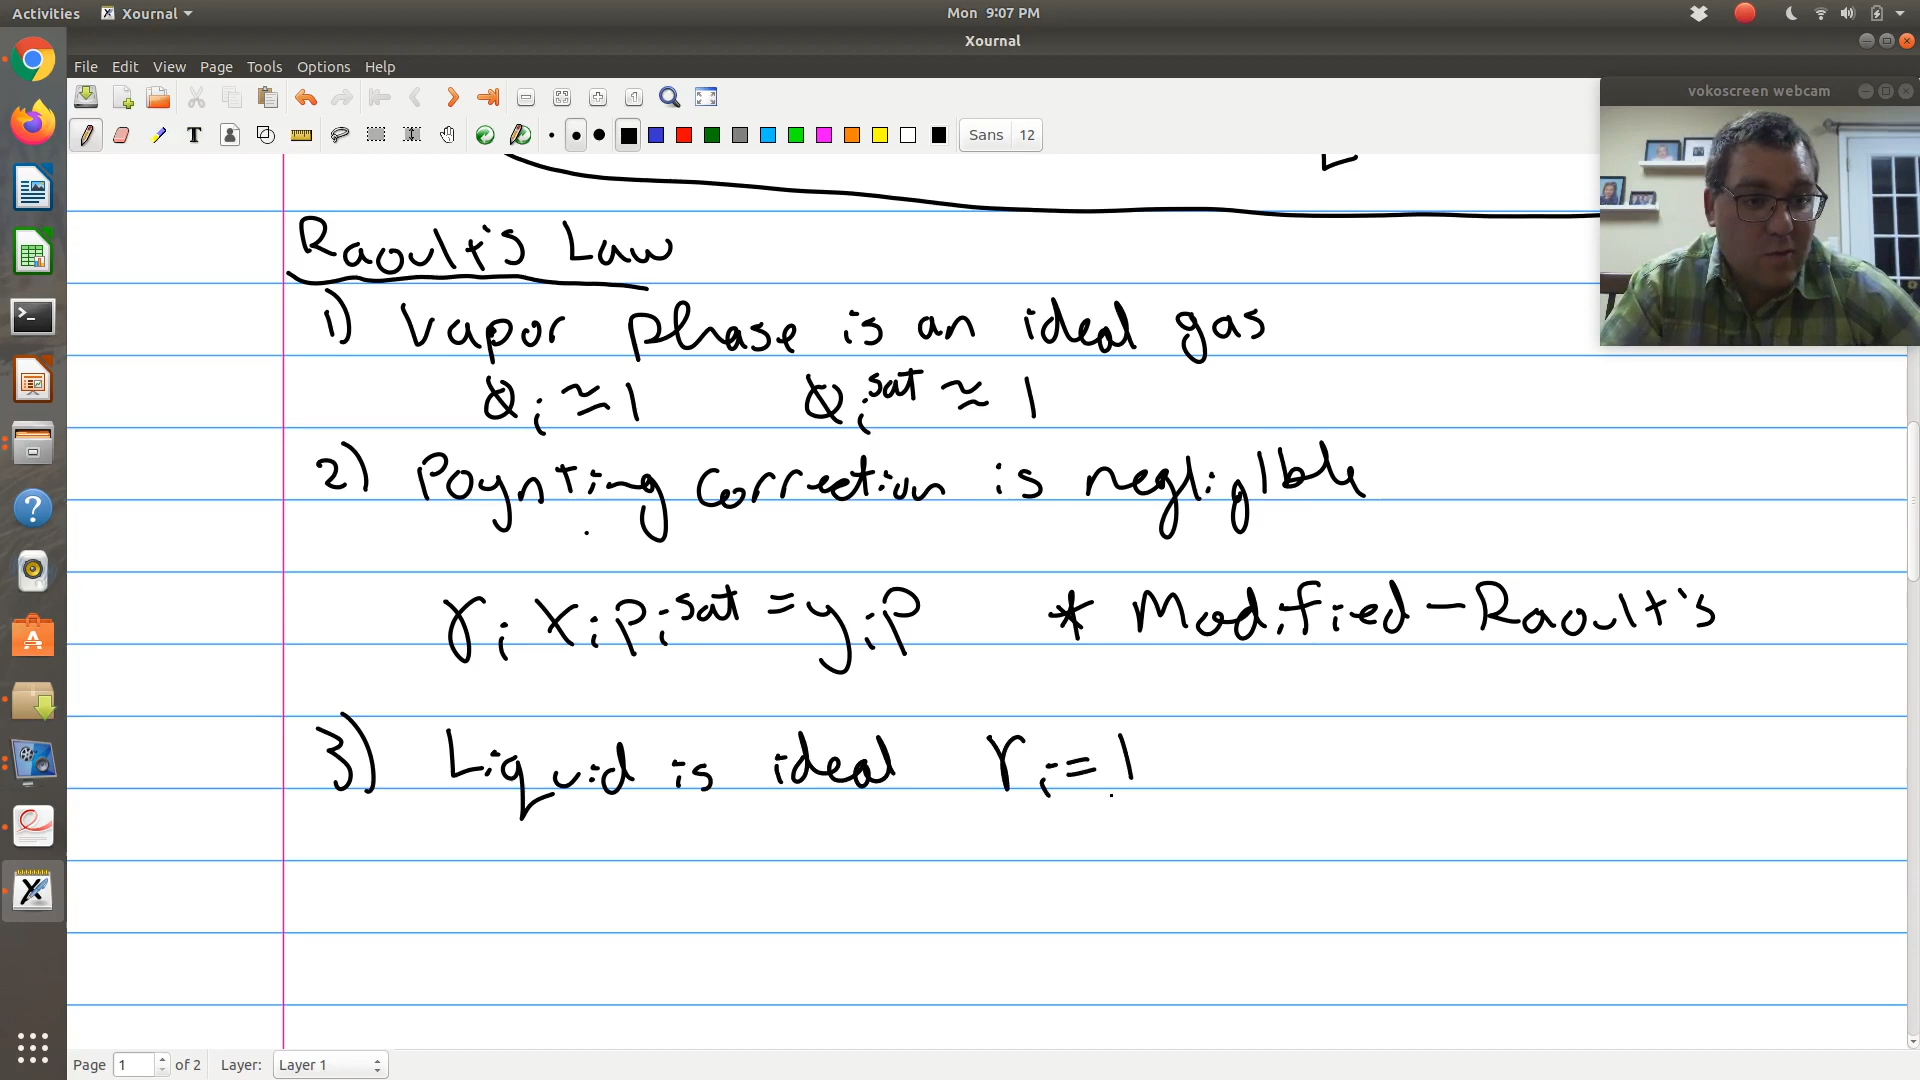 Activities Xournal Mon 9:07 PM
Xournal
File Edit View Page Tools Options Help
vokoscreen webcam
Sans 12
Raoult's Law
1) Vapor phase is an ideal gas
ϕi ≈ 1 ϕi^sat ≈ 1
2) Poynting correction is negligible
γi xi pi^sat = yi p * Modified-Raoult's
3) Liquid is ideal γi = 1
Page 1 of 2 Layer: Layer 1